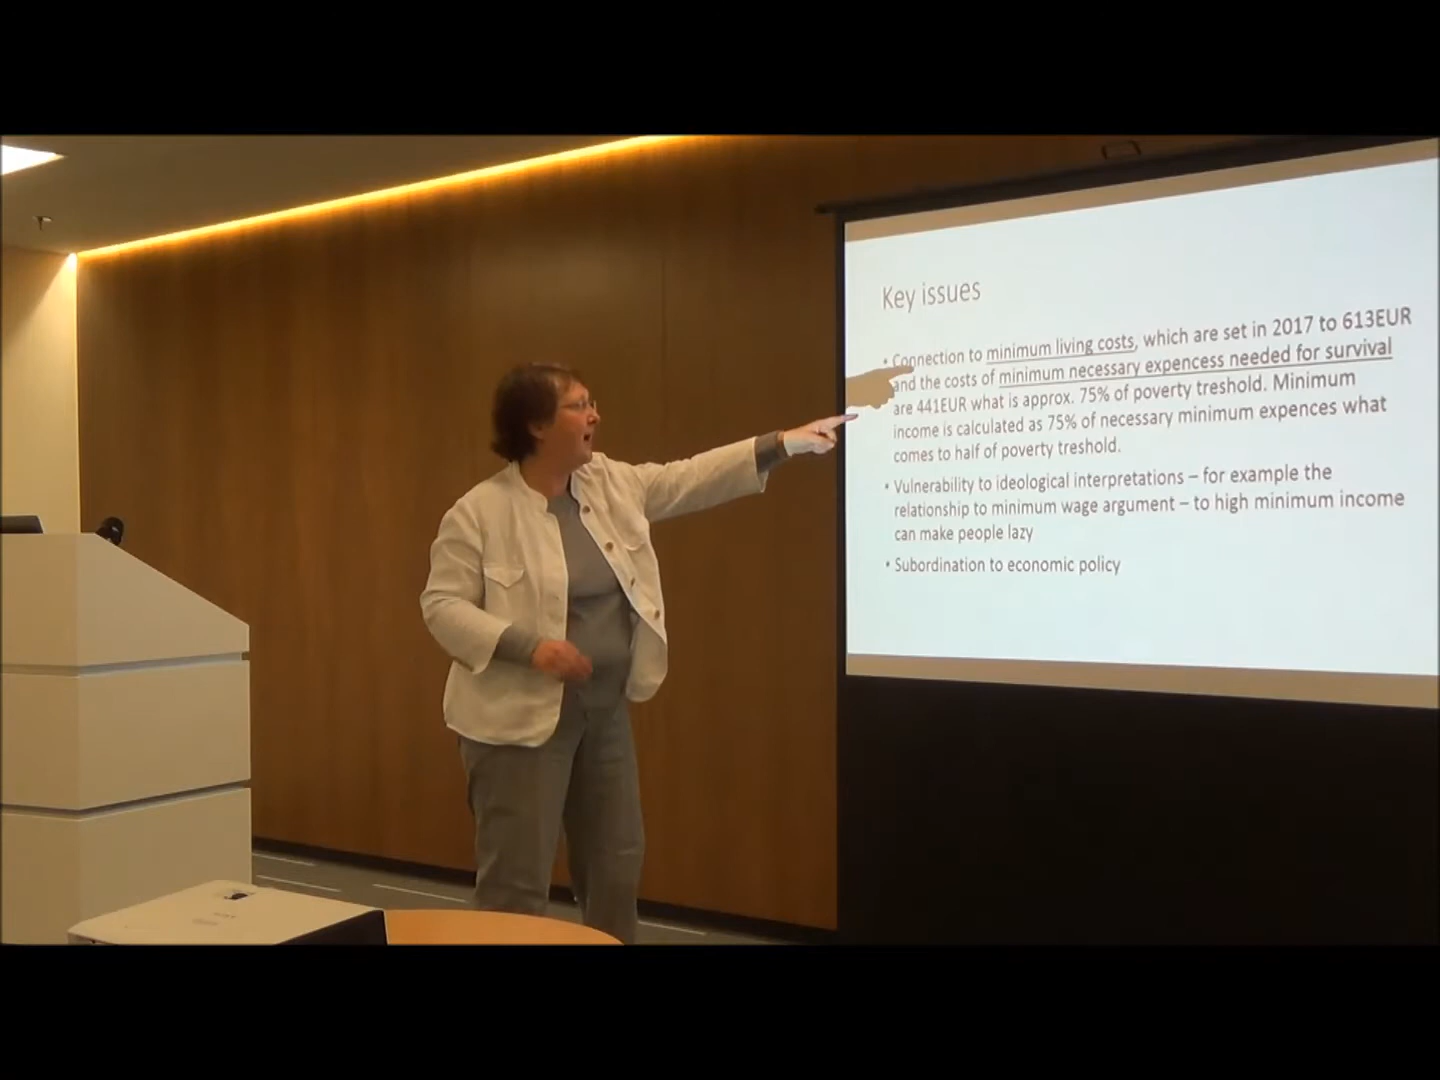 Key issues
• Connection to minimum living costs, which are set in 2017 to 613EUR
and the costs of minimum necessary expencess needed for survival
are 441EUR what is approx. 75% of poverty treshold. Minimum
income is calculated as 75% of necessary minimum expences what
comes to half of poverty treshold.
• Vulnerability to ideological interpretations – for example the
relationship to minimum wage argument – to high minimum income
can make people lazy
• Subordination to economic policy